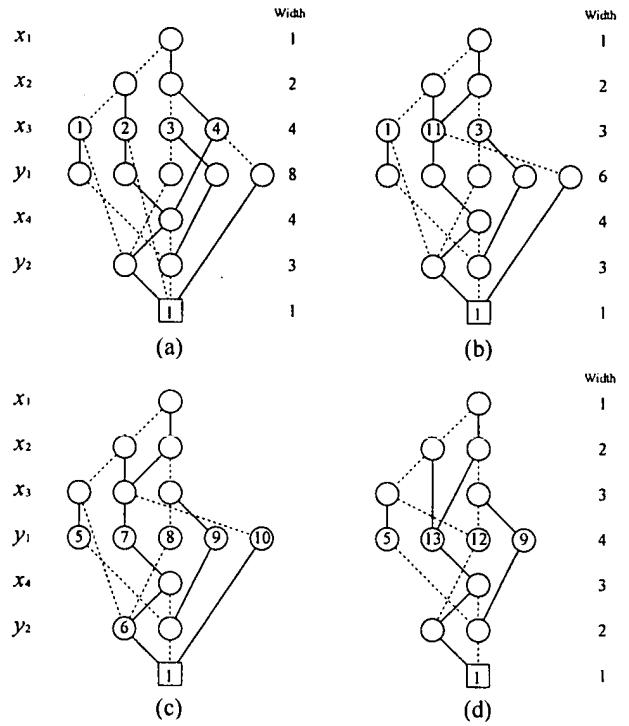 Width Width
x1 1 1
x2 2 2
x3 1 2 3 4 4 1 11 3 3
y1 8 6
x4 4 4
y2 3 3
1 1 1 1
(a) (b)
Width
x1 1
x2 2
x3 3
y1 5 7 8 9 10 5 13 12 9 4
x4 3
y2 6 2
1 1 1
(c) (d)